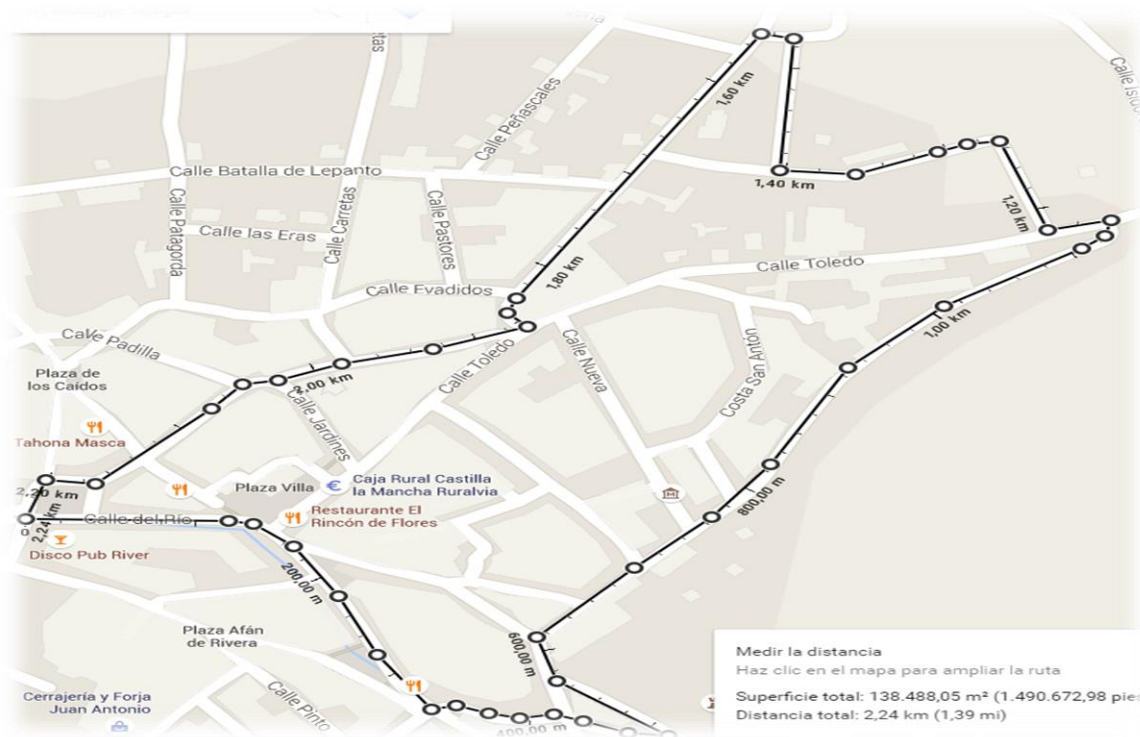 Calle Peñascales
1,60 km
Calle Batalla de Lepanto
1,40 km
Calle Patagorda
Calle las Eras
Calle Carretas
Calle Pastores
1,20 km
Calle Toledo
1,80 km
Calle Evadidos
1,00 km
Calle Padilla
Plaza de
los Caídos
2,00 km
Calle Toledo
Calle Nueva
Costa San Antón
Calle Jardines
Tahona Masca
2,20 km
Plaza Villa
Caja Rural Castilla
la Mancha Ruralvia
800,00 m
Calle del Río
2,24 km
Restaurante El
Rincón de Flores
Disco Pub River
200,00 m
Plaza Afán
de Rivera
600,00 m
Cerrajería y Forja
Juan Antonio
Calle Pinto
400,00 m
Medir la distancia
Haz clic en el mapa para ampliar la ruta
Superficie total: 138.488,05 m² (1.490.672,98 pie
Distancia total: 2,24 km (1,39 mi)